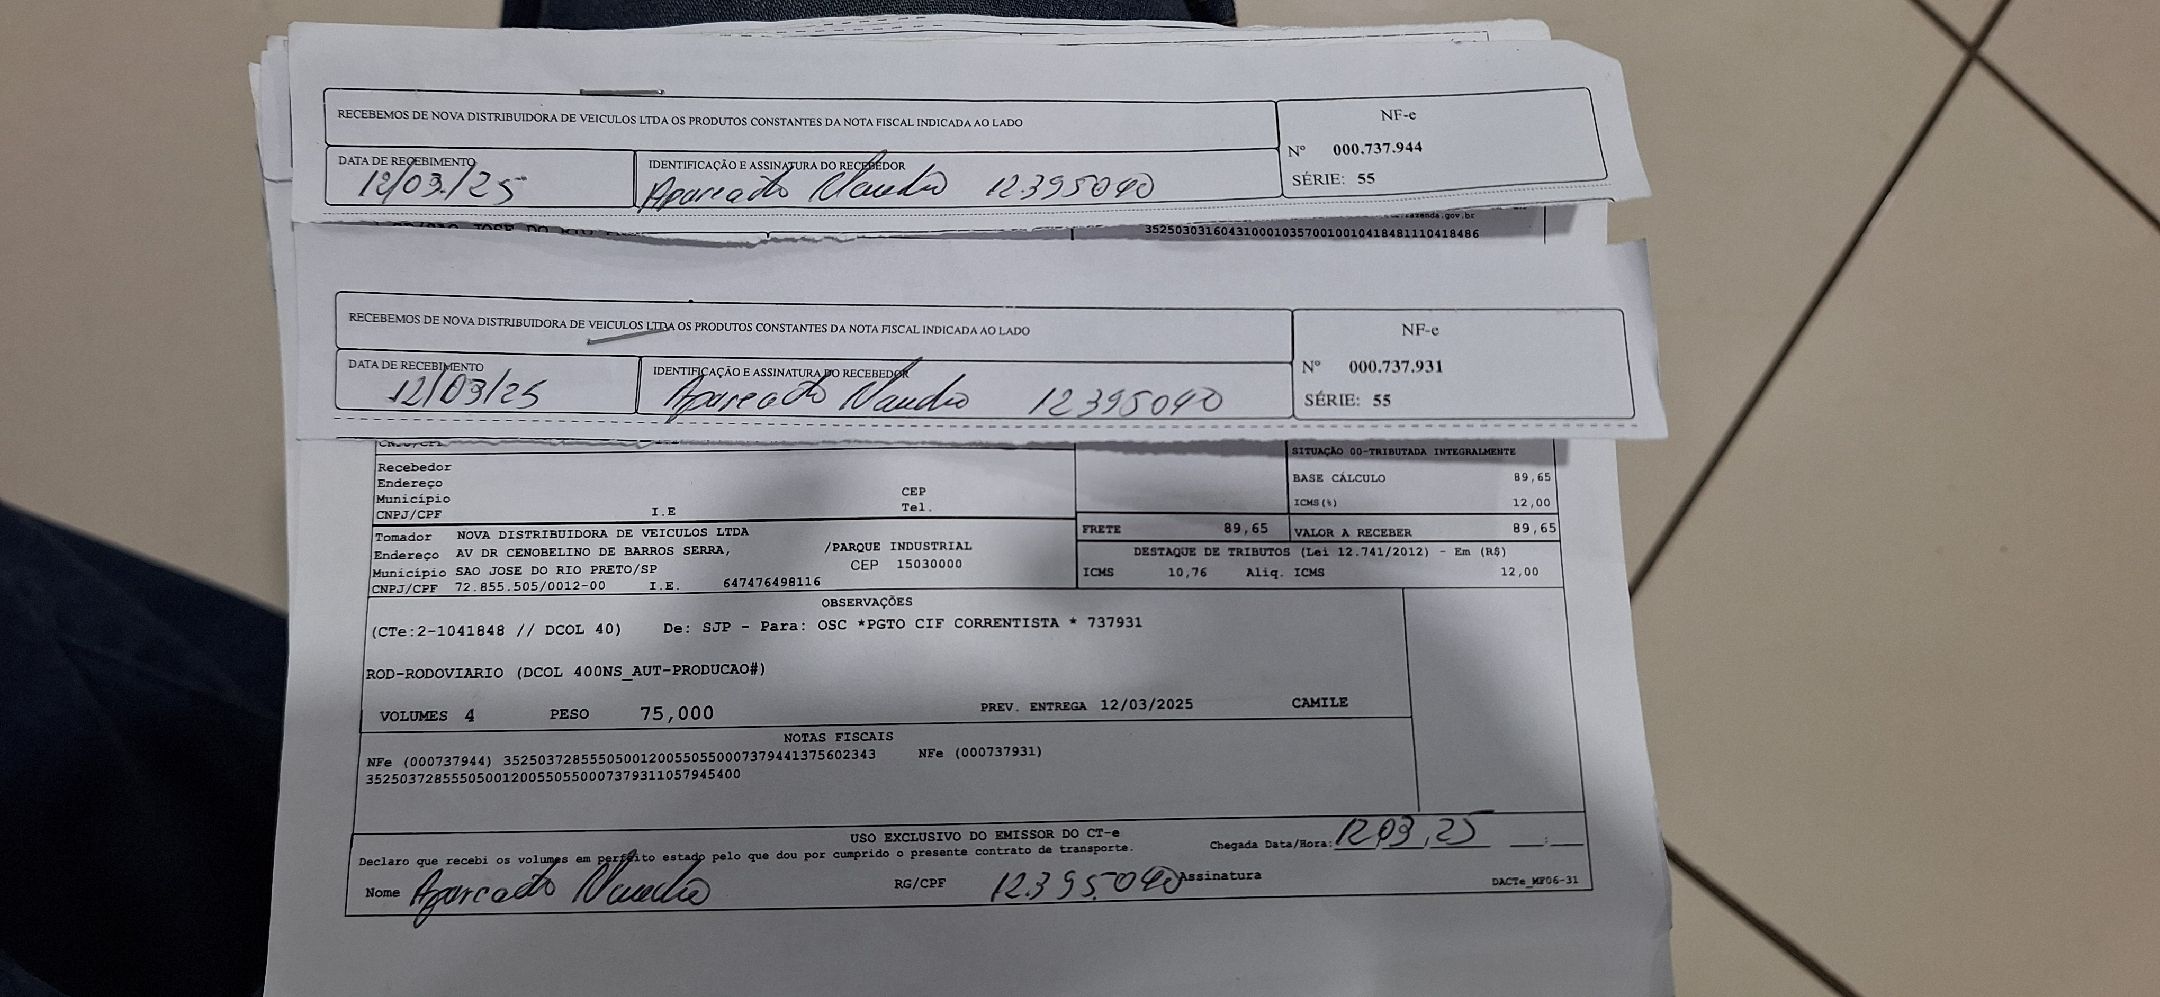 RECEBEMOS DE NOVA DISTRIBUIDORA DE VEICULOS LTDA OS PRODUTOS CONSTANTES DA NOTA FISCAL INDICADA AO LADO
NF-e
Nº 000.737.944
SÉRIE: 55
DATA DE RECEBIMENTO
12/03/25
IDENTIFICAÇÃO E ASSINATURA DO RECEBEDOR
Aparecido Claudio 12.395040
fazenda.gov.br
35250303160431000103570010010418481110418486
RECEBEMOS DE NOVA DISTRIBUIDORA DE VEICULOS LTDA OS PRODUTOS CONSTANTES DA NOTA FISCAL INDICADA AO LADO
NF-e
Nº 000.737.931
SÉRIE: 55
DATA DE RECEBIMENTO
12/03/25
IDENTIFICAÇÃO E ASSINATURA DO RECEBEDOR
Aparecido Claudio 12395040
CNPJ/CPF
Recebedor
Endereço
Município CEP
CNPJ/CPF I.E Tel.
SITUAÇÃO 00-TRIBUTADA INTEGRALMENTE
BASE CÁLCULO 89,65
ICMS(%) 12,00
FRETE 89,65 VALOR A RECEBER 89,65
Tomador NOVA DISTRIBUIDORA DE VEICULOS LTDA
Endereço AV DR CENOBELINO DE BARROS SERRA, /PARQUE INDUSTRIAL
Município SAO JOSE DO RIO PRETO/SP CEP 15030000
CNPJ/CPF 72.855.505/0012-00 I.E. 647476498116
DESTAQUE DE TRIBUTOS (Lei 12.741/2012) - Em (R$)
ICMS 10,76 Aliq. ICMS 12,00
OBSERVAÇÕES
(CTe:2-1041848 // DCOL 40) De: SJP - Para: OSC *PGTO CIF CORRENTISTA * 737931
ROD-RODOVIARIO (DCOL 400NS_AUT-PRODUCAO#)
VOLUMES 4 PESO 75,000 PREV. ENTREGA 12/03/2025 CAMILE
NOTAS FISCAIS
NFe (000737944) 35250372855505001200550550007379441375602343 NFe (000737931)
35250372855505001200550550007379311057945400
USO EXCLUSIVO DO EMISSOR DO CT-e
Declaro que recebi os volumes em perfeito estado pelo que dou por cumprido o presente contrato de transporte.
Chegada Data/Hora: 12 03, 25 __:__
Nome Aparecido Claudio RG/CPF 12.395.040 Assinatura
DACTe_MF06-31